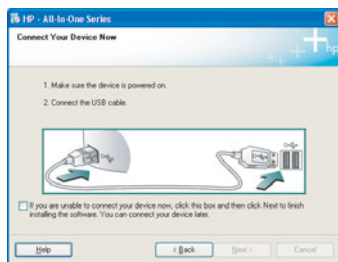 HP - All-In-One Series
Connect Your Device Now
hp
1. Make sure the device is powered on.
2. Connect the USB cable.
If you are unable to connect your device now, click this box and then click Next to finish
installing the software. You can connect your device later.
Help
< Back
Next >
Cancel